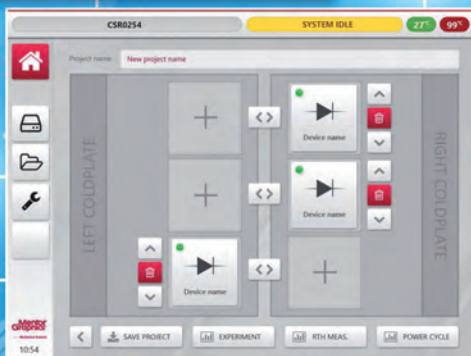 CSR0254 SYSTEM IDLE 27°C 99°C
Project name: New project name
LEFT COLDPLATE
RIGHT COLDPLATE
Device name
Device name
Device name
Mentor
Graphics
SAVE PROJECT EXPERIMENT RTH MEAS. POWER CYCLE
10:54